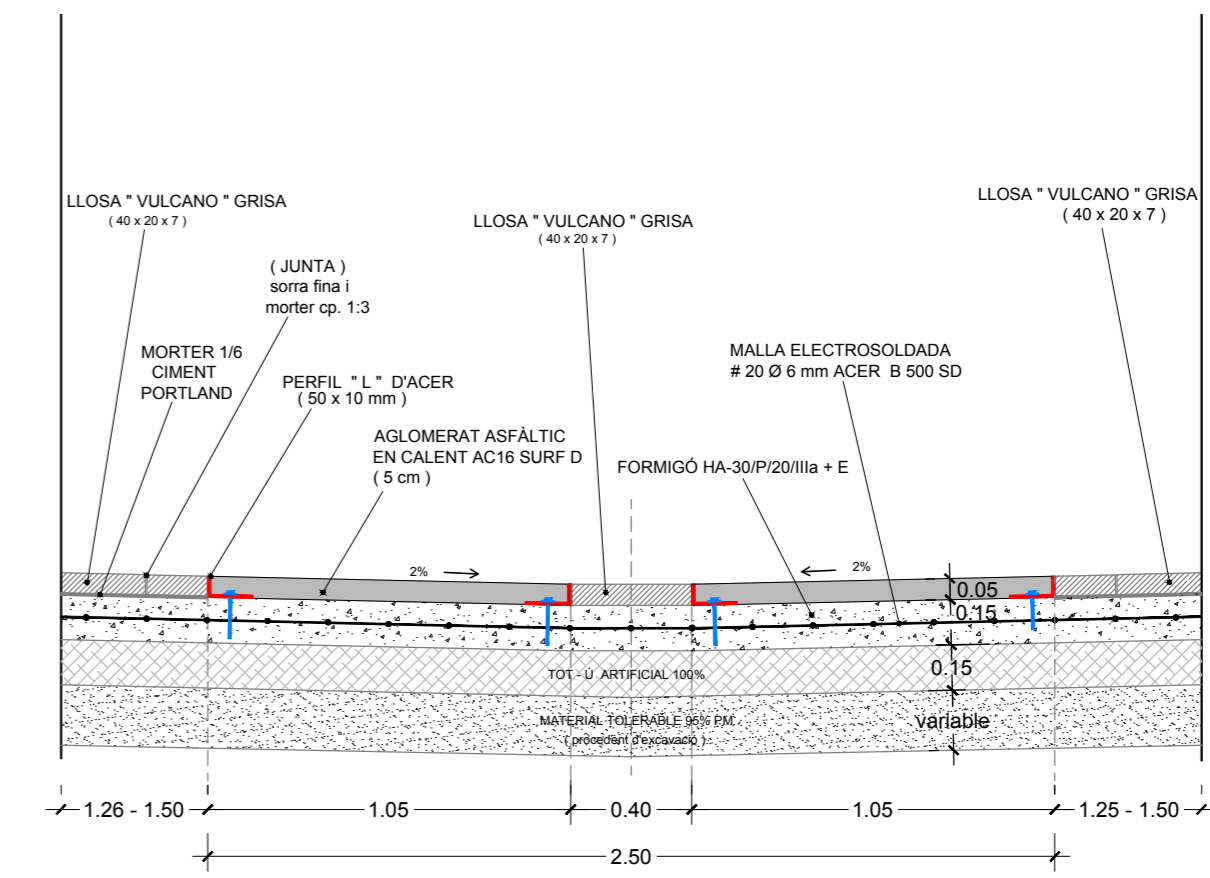 LLOSA " VULCANO " GRISA
( 40 x 20 x 7 )
LLOSA " VULCANO " GRISA
( 40 x 20 x 7 )
LLOSA " VULCANO " GRISA
( 40 x 20 x 7 )
( JUNTA )
sorra fina i
morter cp. 1:3
MORTER 1/6
CIMENT
PORTLAND
PERFIL " L " D'ACER
( 50 x 10 mm )
AGLOMERAT ASFÀLTIC
EN CALENT AC16 SURF D
( 5 cm )
MALLA ELECTROSOLDADA
# 20 Ø 6 mm ACER B 500 SD
FORMIGÓ HA-30/P/20/IIIa + E
2%
2%
0.05
0.15
0.15
TOT - Ú ARTIFICIAL 100%
MATERIAL TOLERABLE 95% PM
( procedent d'excavació )
variable
1.26 - 1.50
1.05
0.40
1.05
1.25 - 1.50
2.50